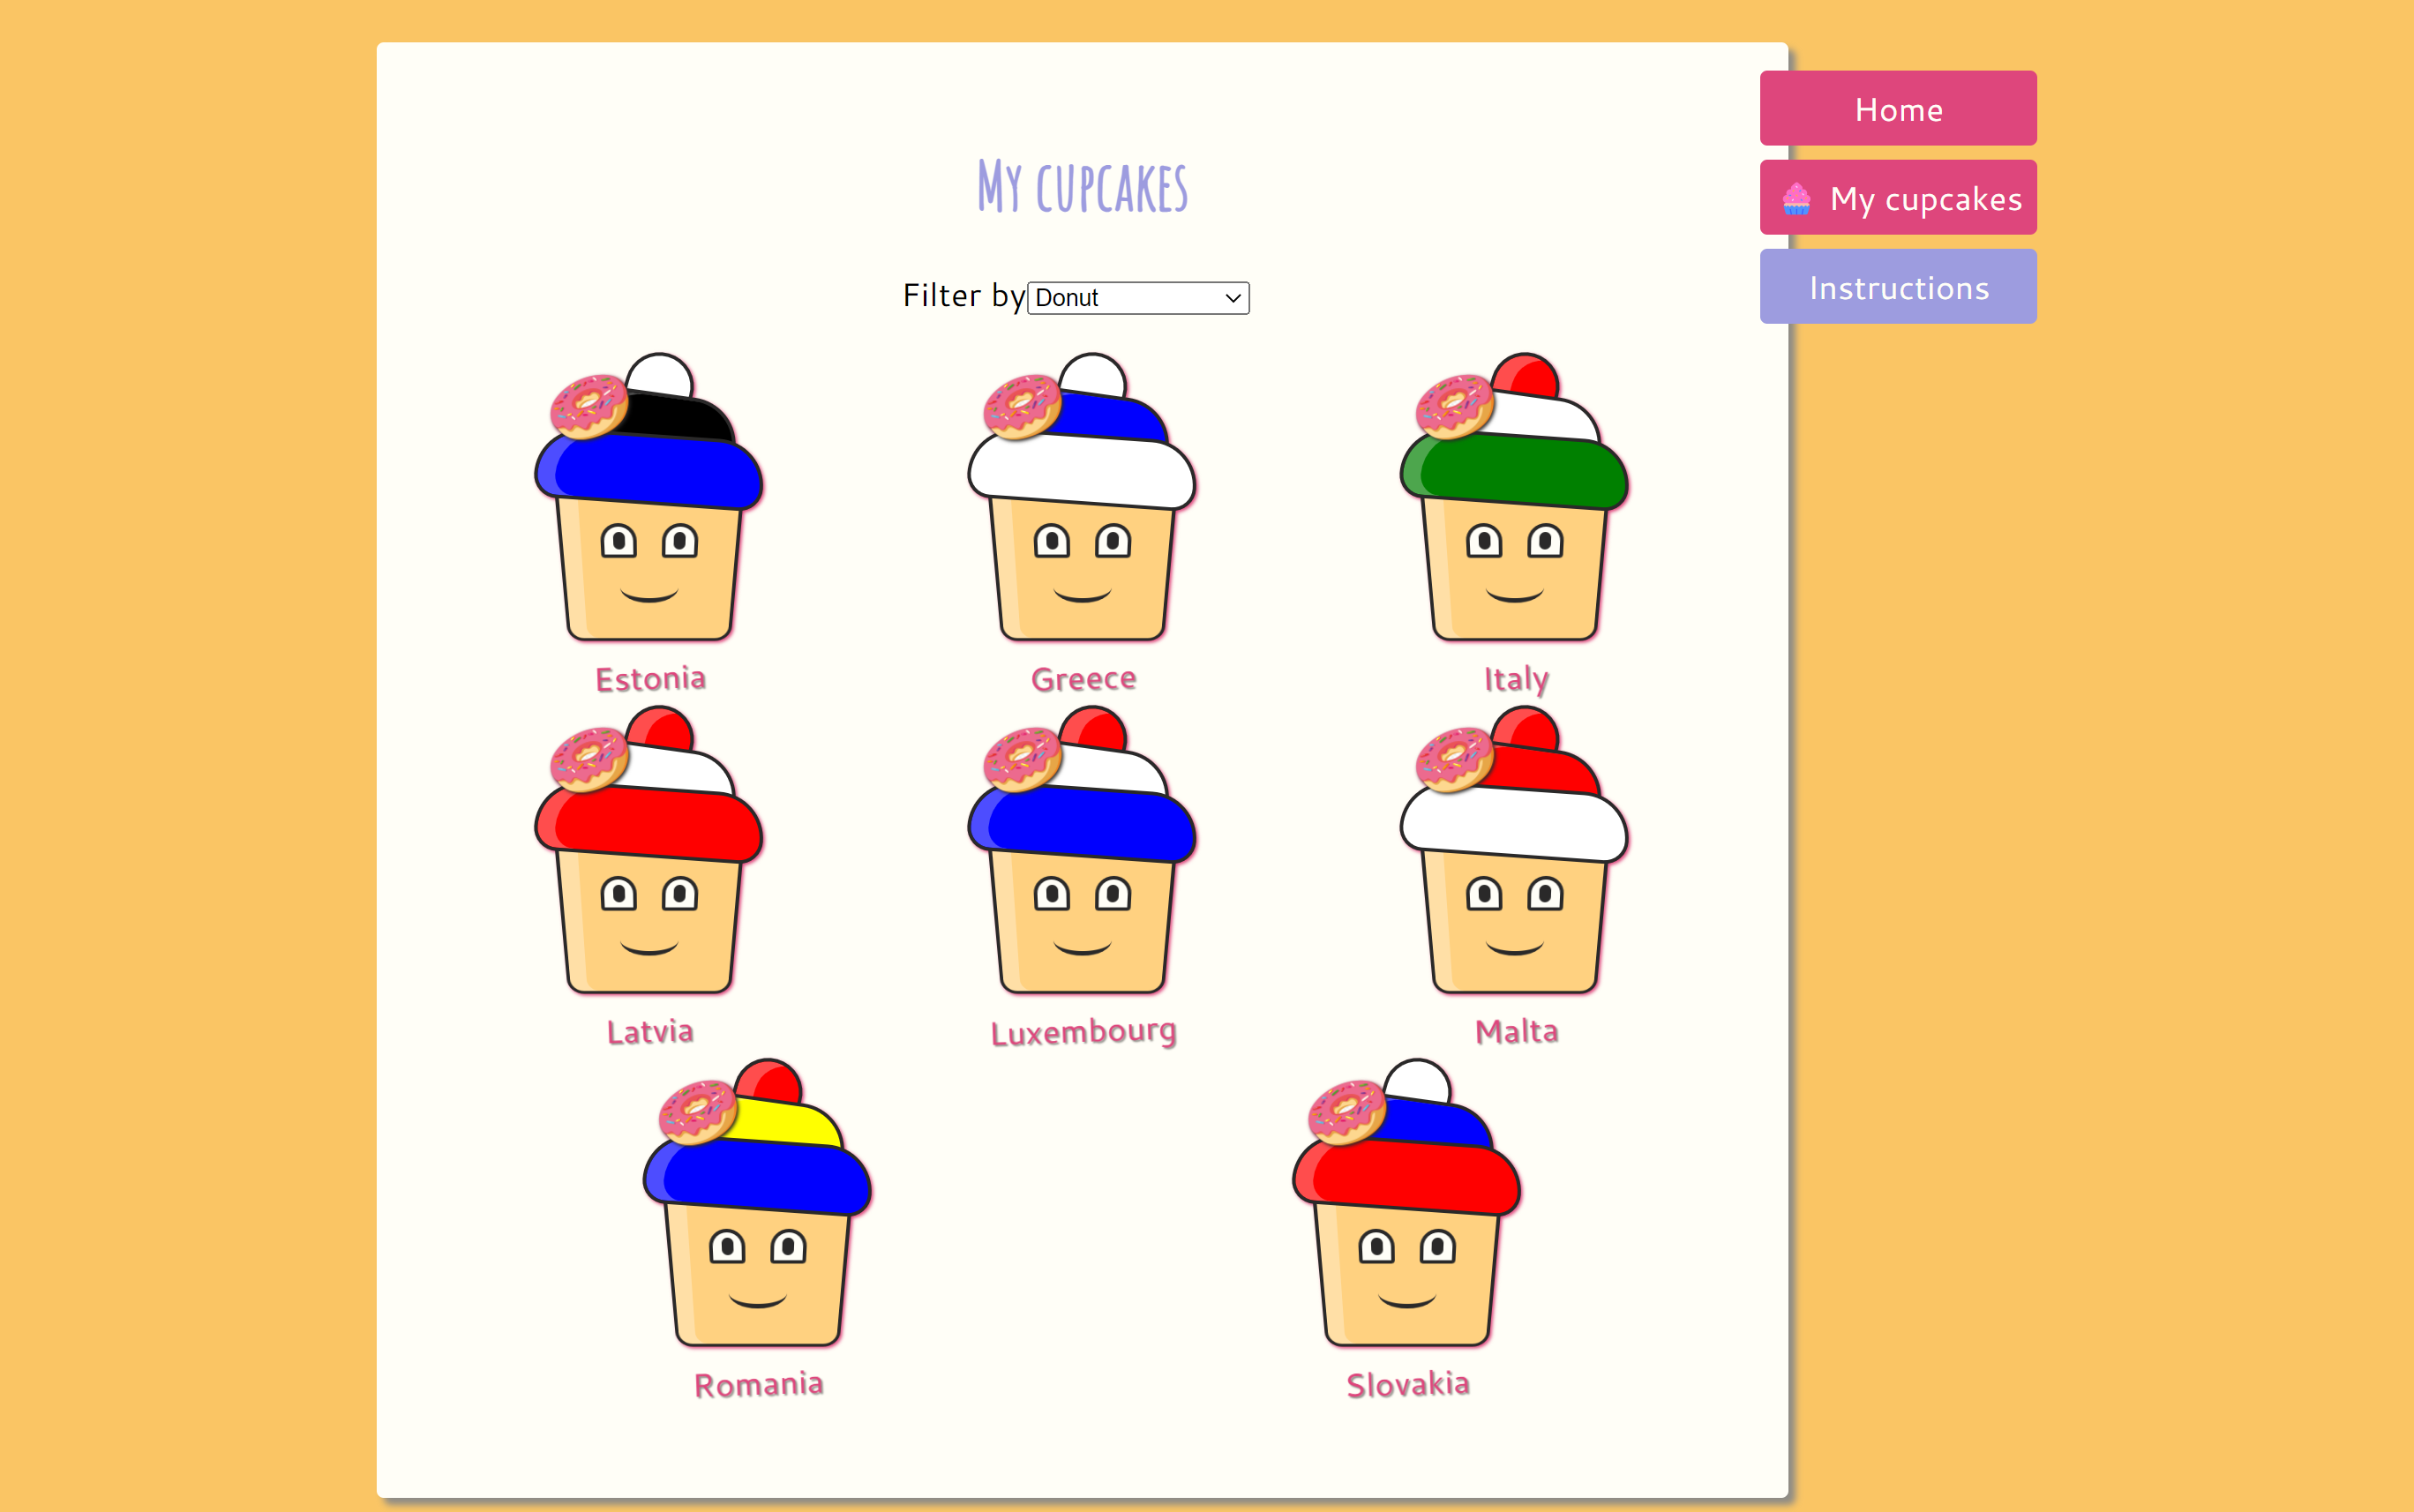 Home
My cupcakes
Instructions
My cupcakes
Filter by Donut
Estonia
Greece
Italy
Latvia
Luxembourg
Malta
Romania
Slovakia